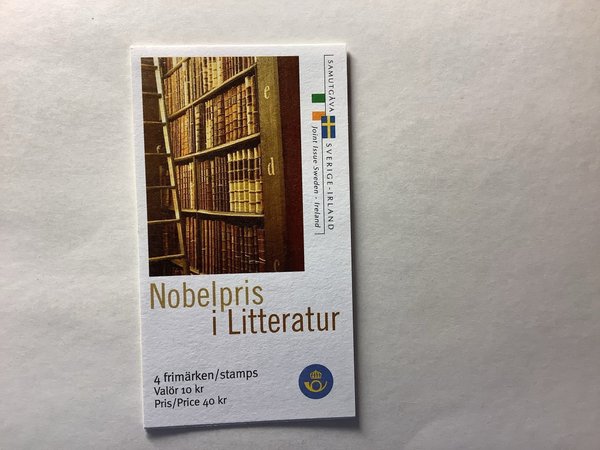 e
d
c
SAMUTGÅVA
SVERIGE-IRLAND
Joint Issue Sweden - Ireland
Nobelpris
i Litteratur
4 frimärken/stamps
Valör 10 kr
Pris/Price 40 kr